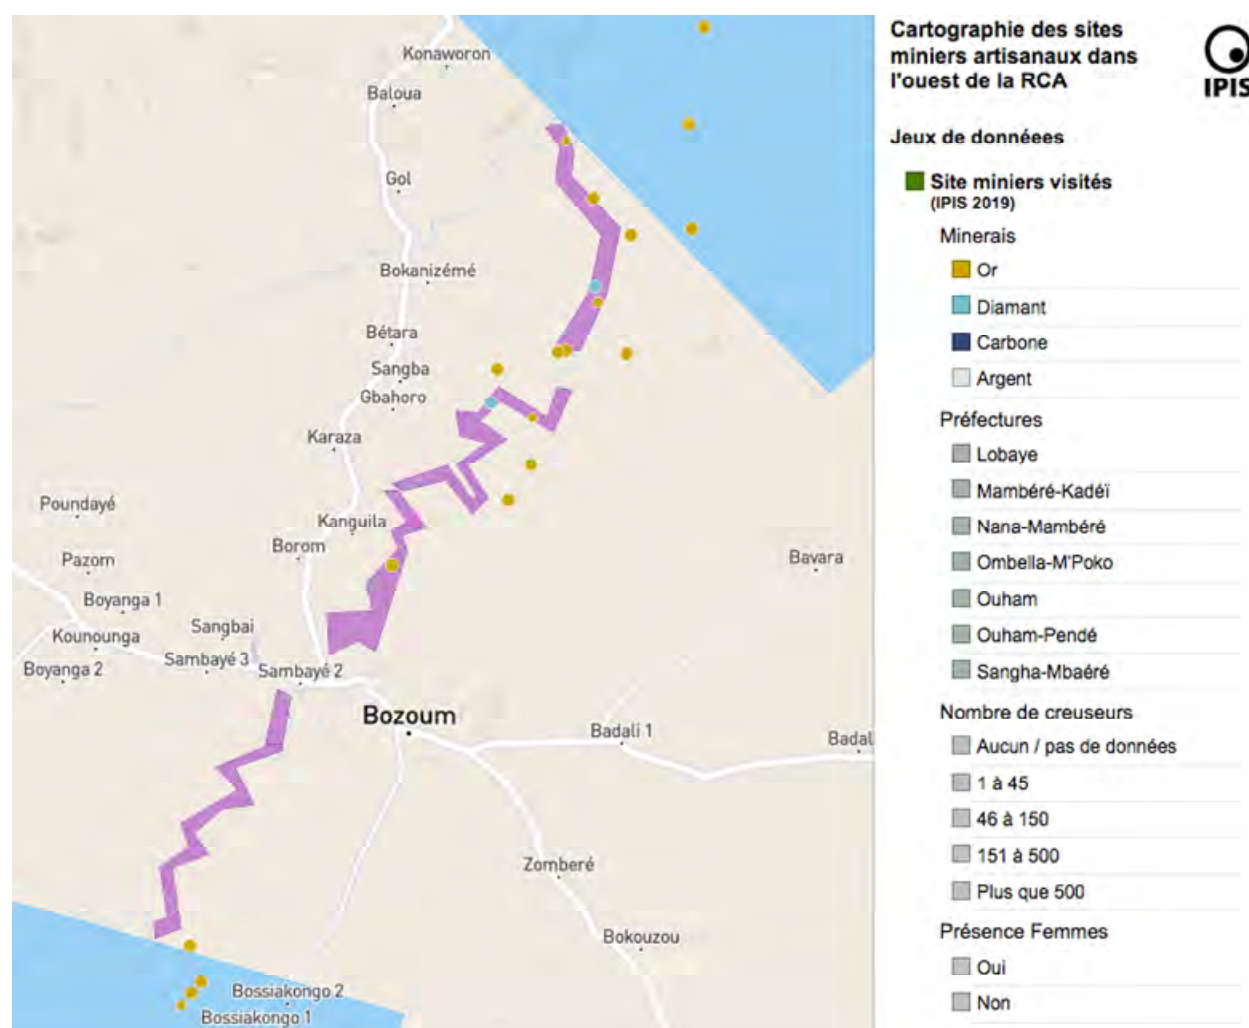 Konaworon
Baloua
Gol
Bokanizémé
Bétara
Sangba
Gbahoro
Karaza
Poundayé
Kanguila
Borom
Pazom
Bavara
Boyanga 1
Sangbai
Kounounga
Sambayé 3
Boyanga 2
Sambayé 2
Bozoum
Badali 1
Badal
Zomberé
Bokouzou
Bossiakongo 2
Bossiakongo 1
Cartographie des sites
miniers artisanaux dans
l'ouest de la RCA
IPIS
Jeux de donnéees
Site miniers visités
(IPIS 2019)
Minerais
Or
Diamant
Carbone
Argent
Préfectures
Lobaye
Mambéré-Kadéï
Nana-Mambéré
Ombella-M'Poko
Ouham
Ouham-Pendé
Sangha-Mbaéré
Nombre de creuseurs
Aucun / pas de données
1 à 45
46 à 150
151 à 500
Plus que 500
Présence Femmes
Oui
Non